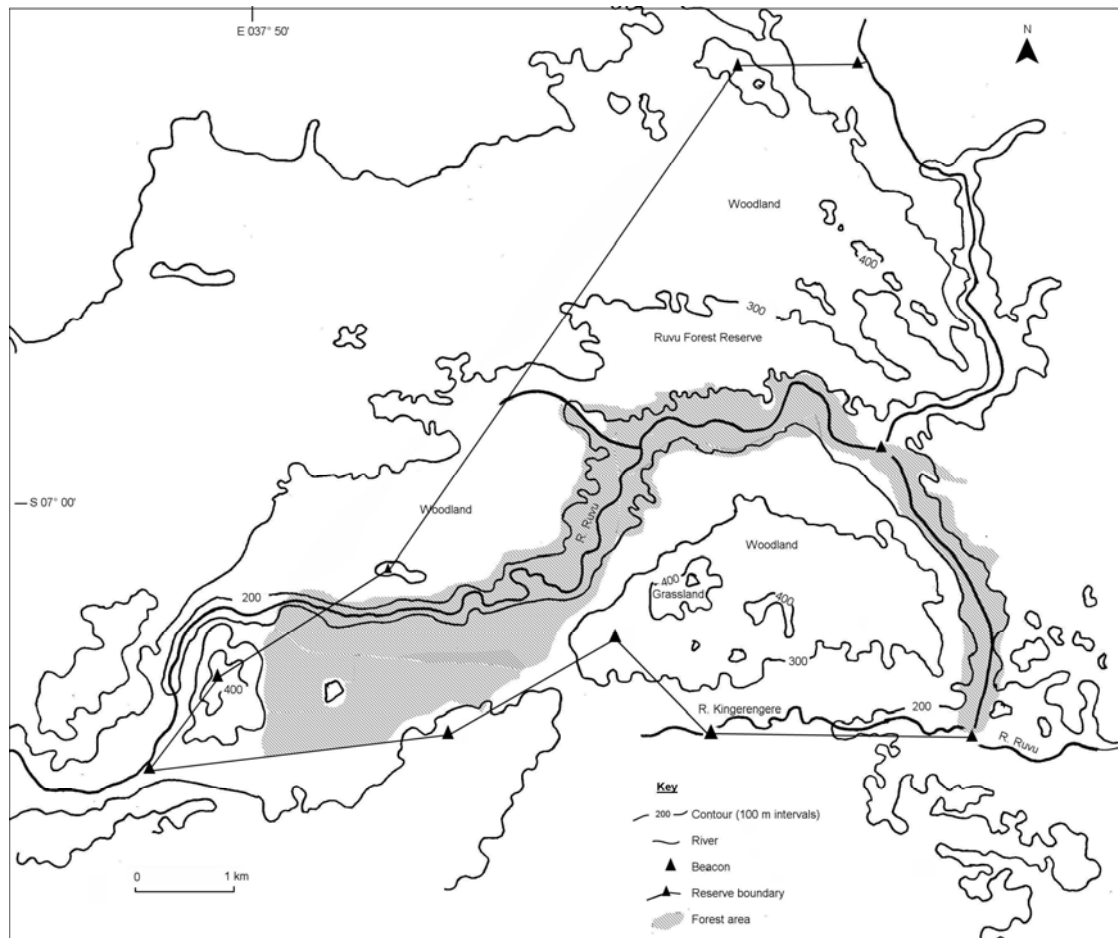 E 037° 50'
N
Woodland
400
300
Ruvu Forest Reserve
S 07° 00'
Woodland
R. Ruvu
Woodland
400
Grassland
400
200
300
400
R. Kingerengere
200
R. Ruvu
Key
200 Contour (100 m intervals)
River
Beacon
Reserve boundary
Forest area
0 1 km